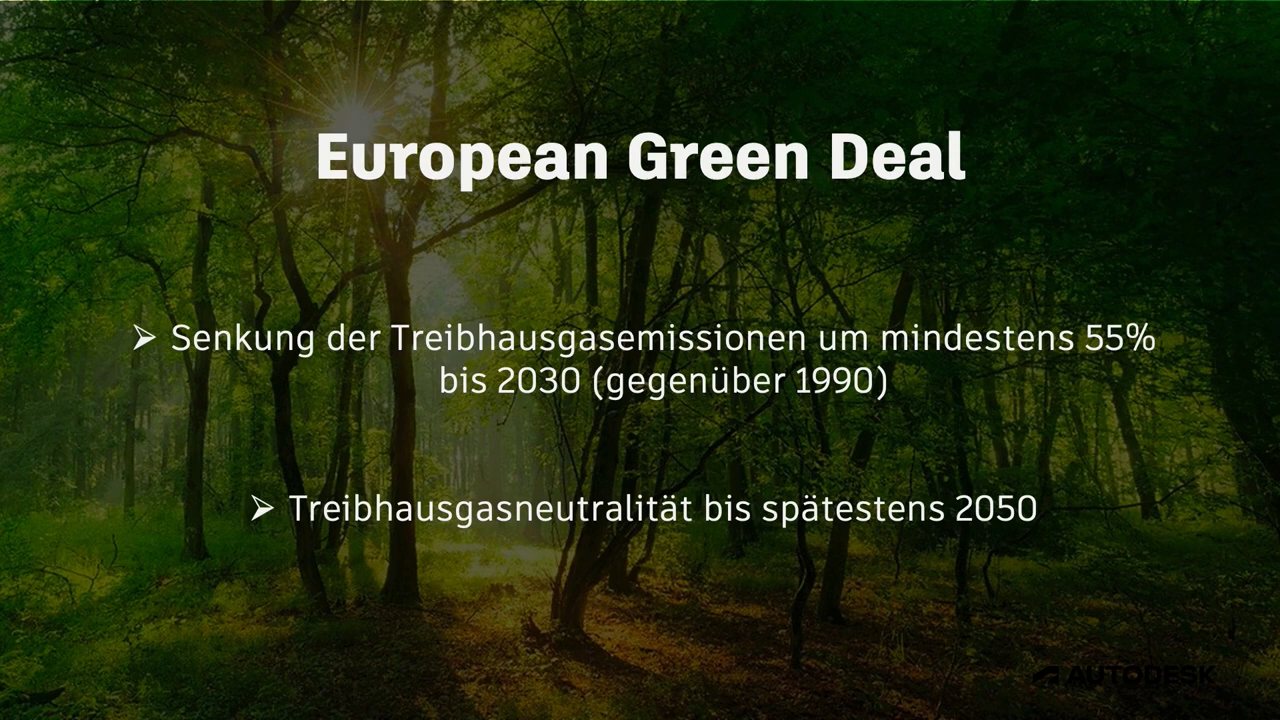 European Green Deal
➢ Senkung der Treibhausgasemissionen um mindestens 55%
bis 2030 (gegenüber 1990)
➢ Treibhausgasneutralität bis spätestens 2050
AUTODESK